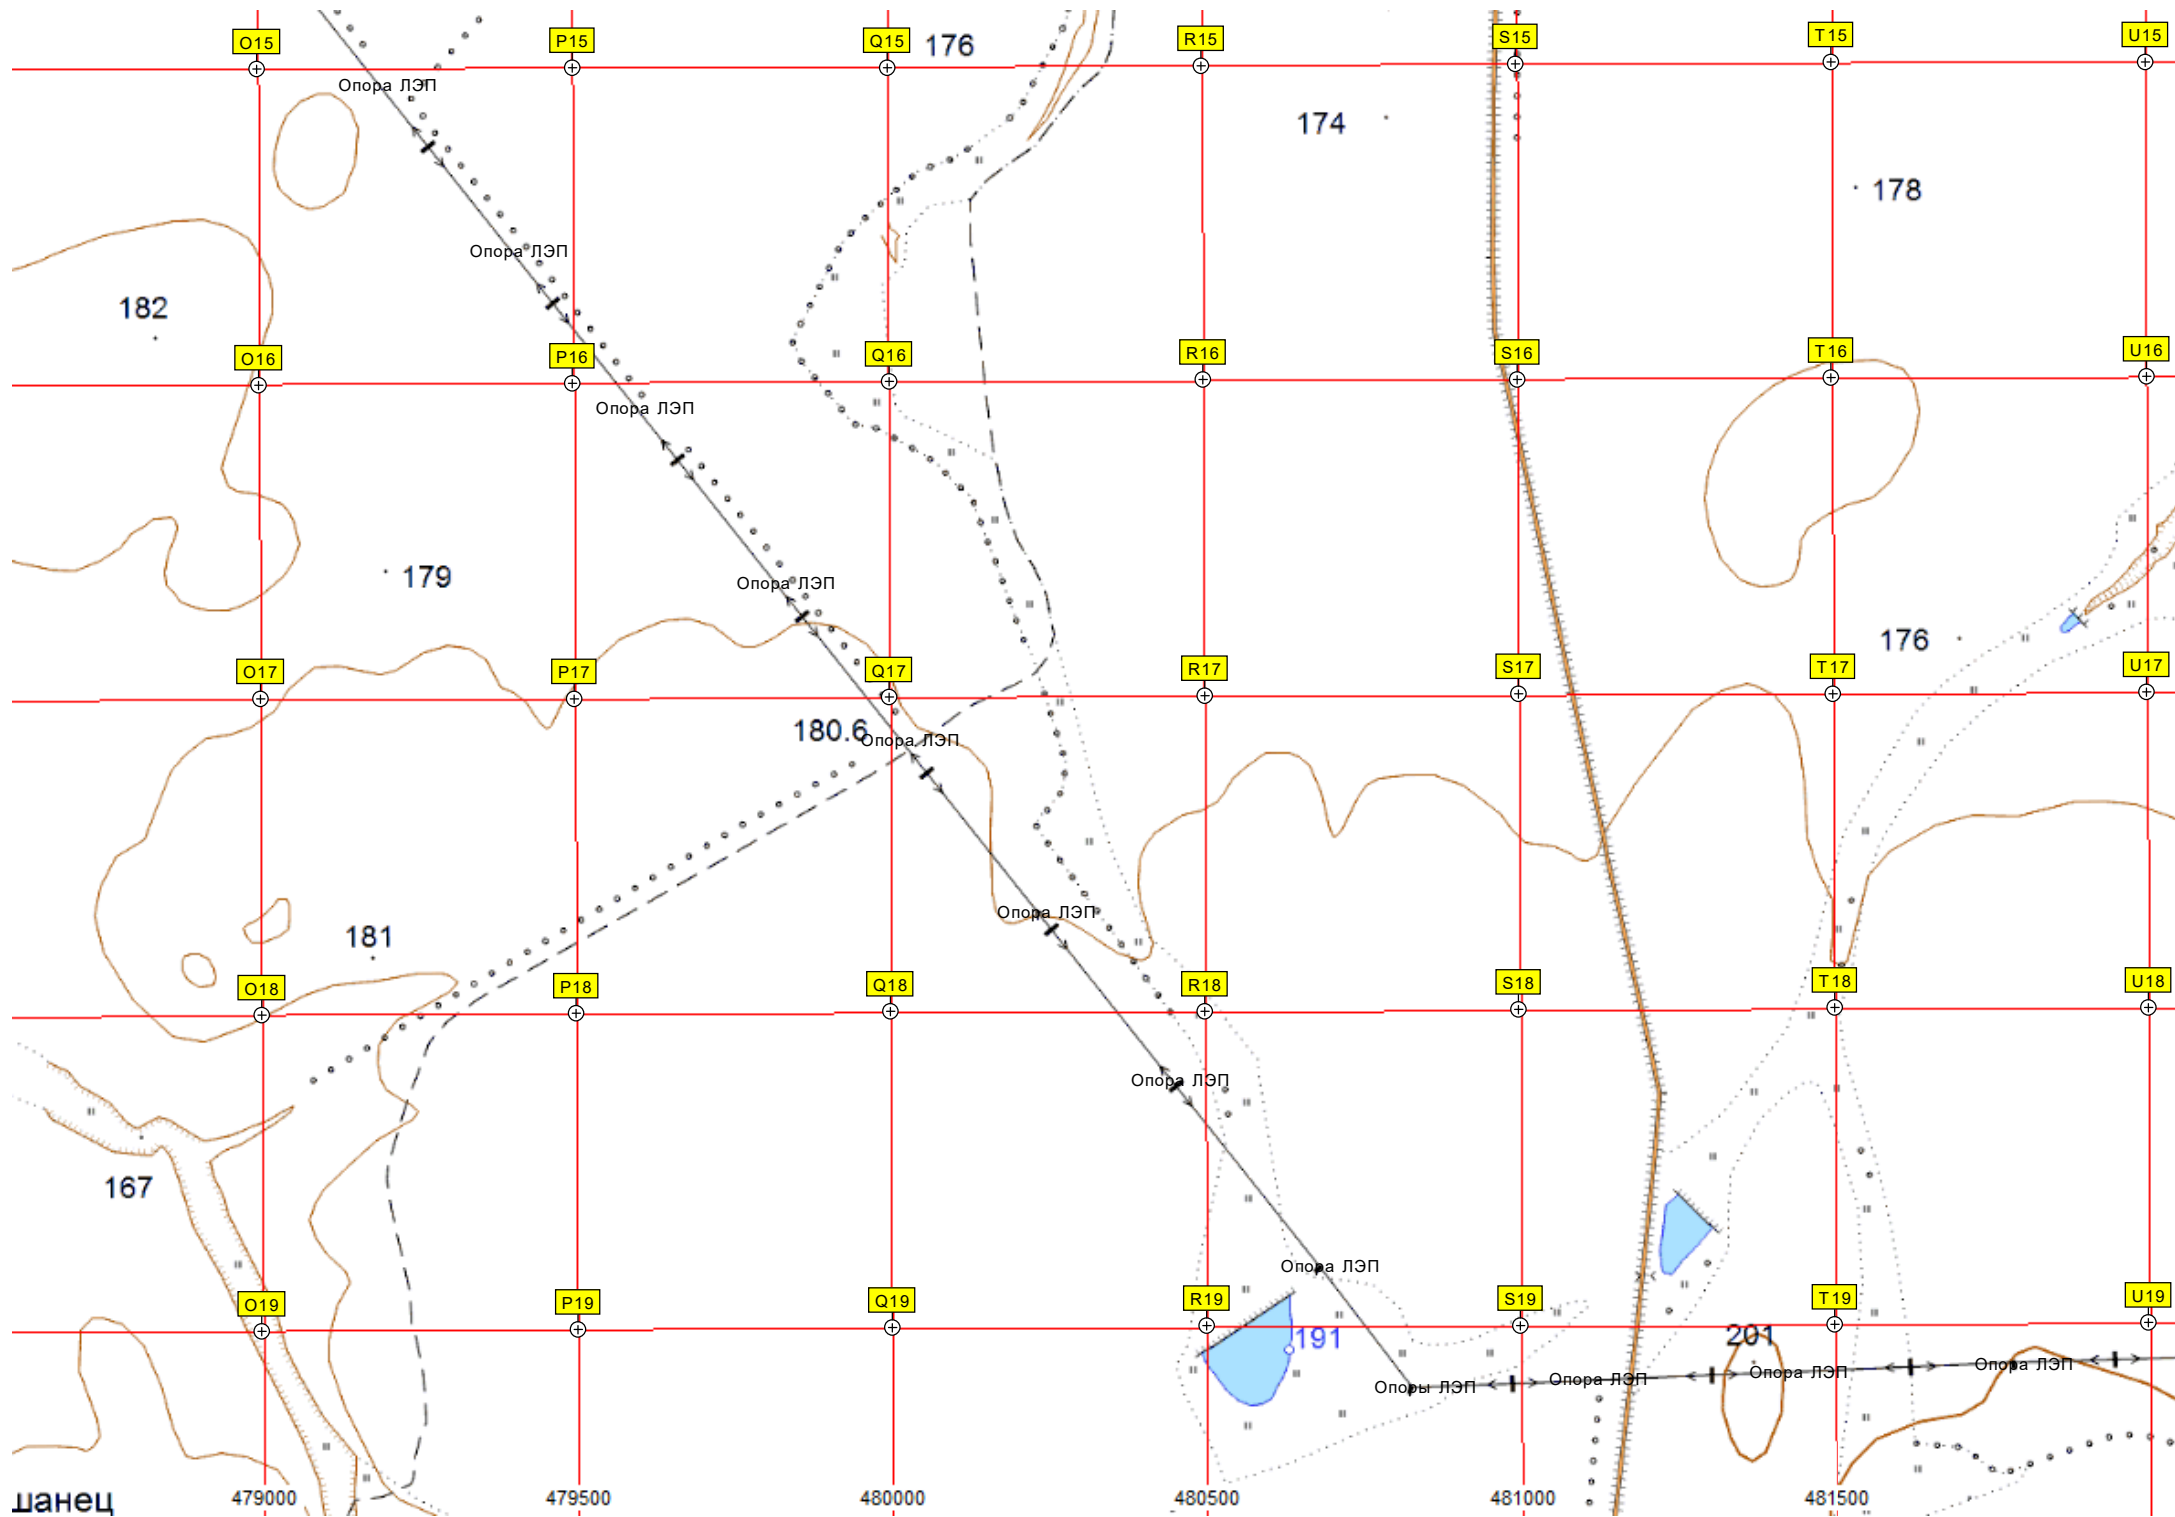 O15 P15 Q15 176 R15 S15 T15 U15
Опора ЛЭП
174
178
Опора ЛЭП
182
O16 P16 Q16 R16 S16 T16 U16
Опора ЛЭП
179
Опора ЛЭП
176
O17 P17 Q17 R17 S17 T17 U17
180.6
Опора ЛЭП
Опора ЛЭП
181
O18 P18 Q18 R18 S18 T18 U18
Опора ЛЭП
167
Опора ЛЭП
O19 P19 Q19 R19 S19 T19 U19
191
201
Опора ЛЭП
Опора ЛЭП
Опора ЛЭП
Опоры ЛЭП
шанец
479000 479500 480000 480500 481000 481500